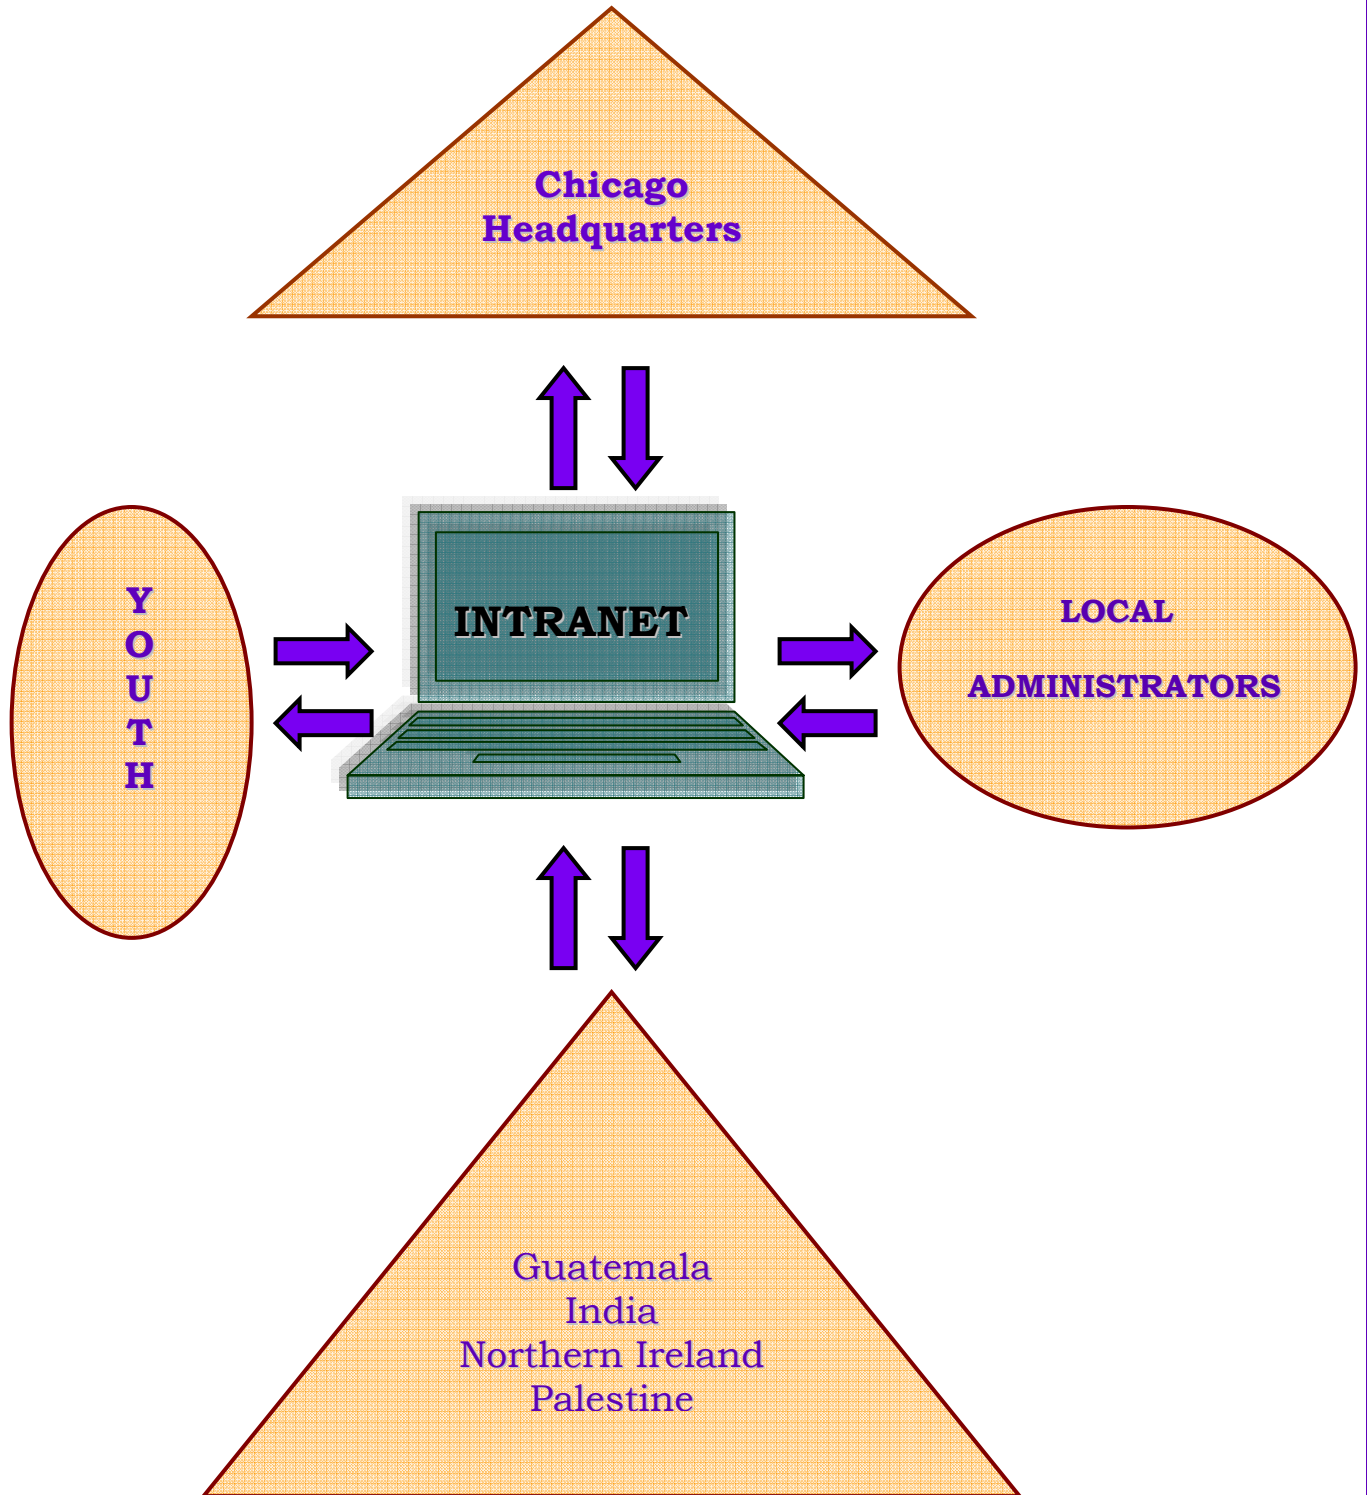 Chicago
Headquarters
Y
O
U
T
H
INTRANET
LOCAL
ADMINISTRATORS
Guatemala
India
Northern Ireland
Palestine